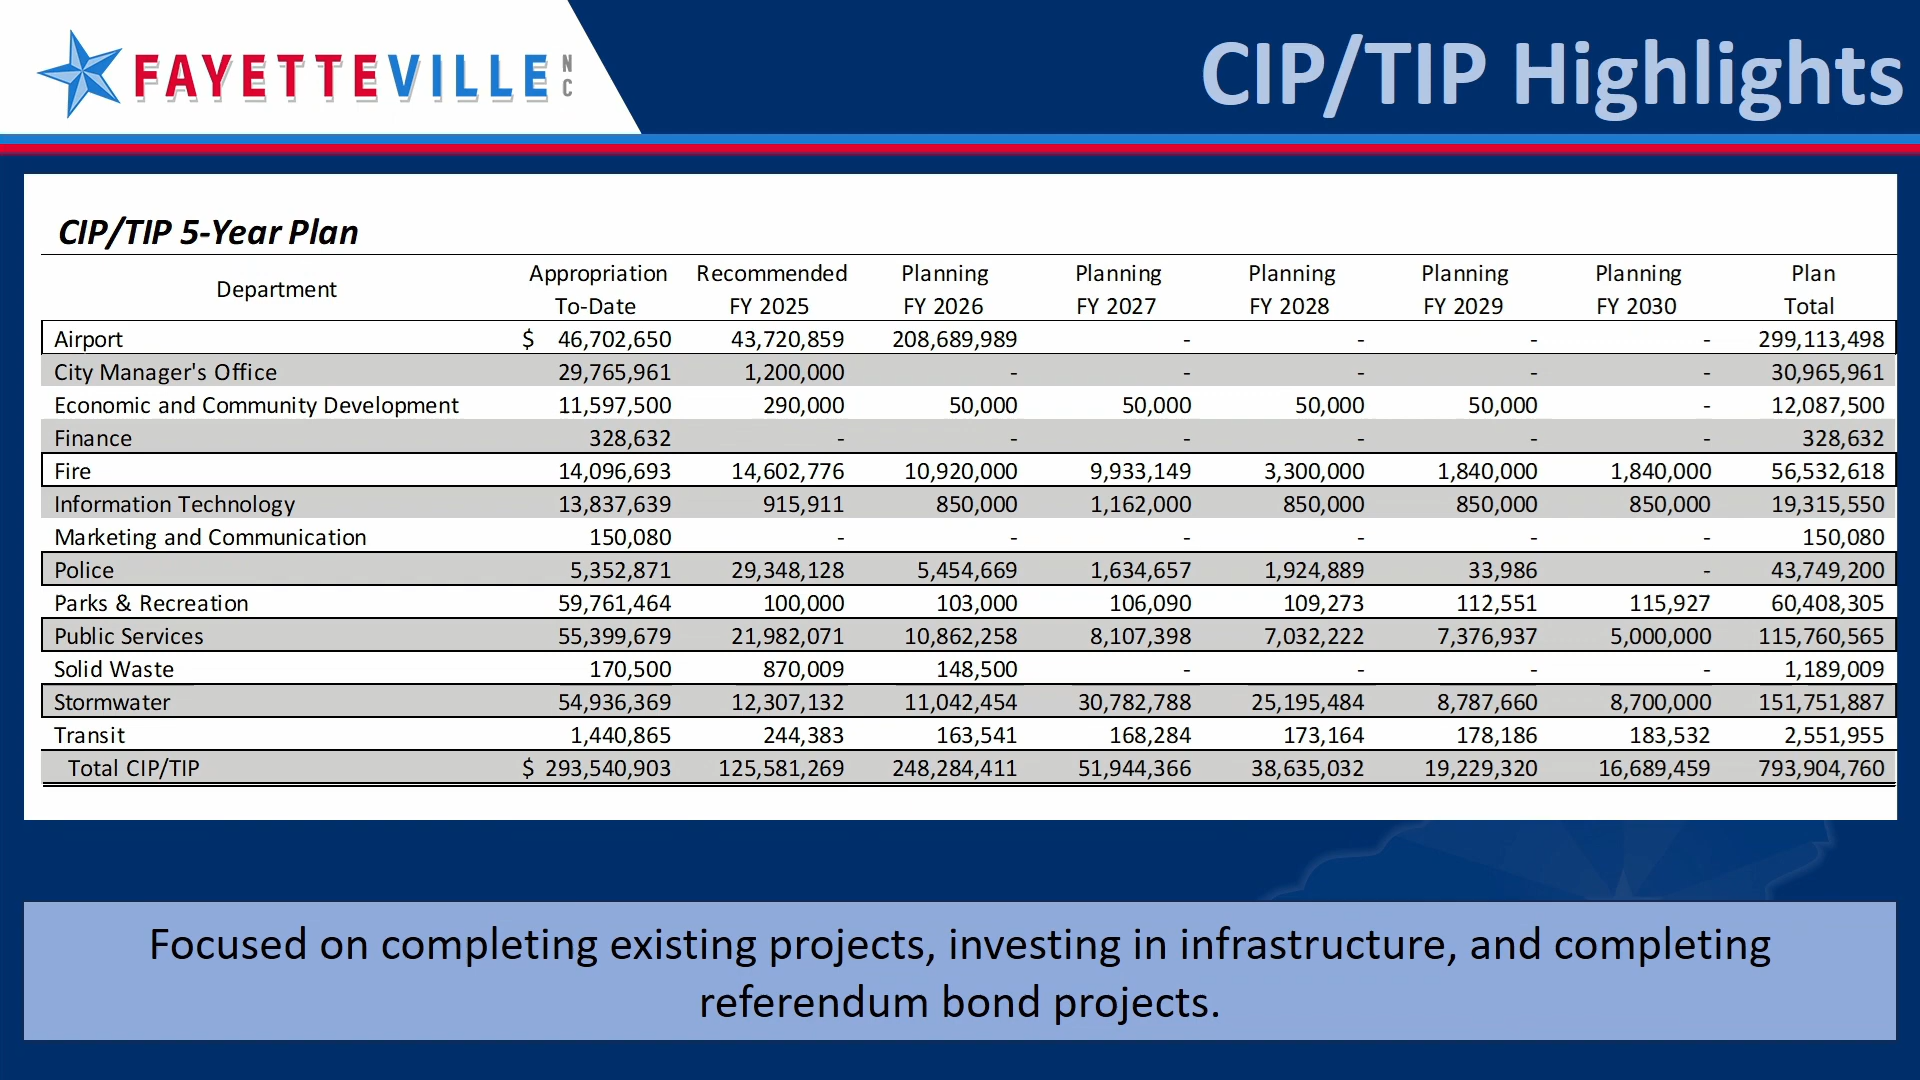 FAYETTEVILLE NC
CIP/TIP Highlights
CIP/TIP 5-Year Plan
Department Appropriation To-Date Recommended FY 2025 Planning FY 2026 Planning FY 2027 Planning FY 2028 Planning FY 2029 Planning FY 2030 Plan Total
Airport $ 46,702,650 43,720,859 208,689,989 - - - - 299,113,498
City Manager's Office 29,765,961 1,200,000 - - - - - 30,965,961
Economic and Community Development 11,597,500 290,000 50,000 50,000 50,000 50,000 - 12,087,500
Finance 328,632 - - - - - - 328,632
Fire 14,096,693 14,602,776 10,920,000 9,933,149 3,300,000 1,840,000 1,840,000 56,532,618
Information Technology 13,837,639 915,911 850,000 1,162,000 850,000 850,000 850,000 19,315,550
Marketing and Communication 150,080 - - - - - - 150,080
Police 5,352,871 29,348,128 5,454,669 1,634,657 1,924,889 33,986 - 43,749,200
Parks & Recreation 59,761,464 100,000 103,000 106,090 109,273 112,551 115,927 60,408,305
Public Services 55,399,679 21,982,071 10,862,258 8,107,398 7,032,222 7,376,937 5,000,000 115,760,565
Solid Waste 170,500 870,009 148,500 - - - - 1,189,009
Stormwater 54,936,369 12,307,132 11,042,454 30,782,788 25,195,484 8,787,660 8,700,000 151,751,887
Transit 1,440,865 244,383 163,541 168,284 173,164 178,186 183,532 2,551,955
Total CIP/TIP $ 293,540,903 125,581,269 248,284,411 51,944,366 38,635,032 19,229,320 16,689,459 793,904,760
Focused on completing existing projects, investing in infrastructure, and completing
referendum bond projects.